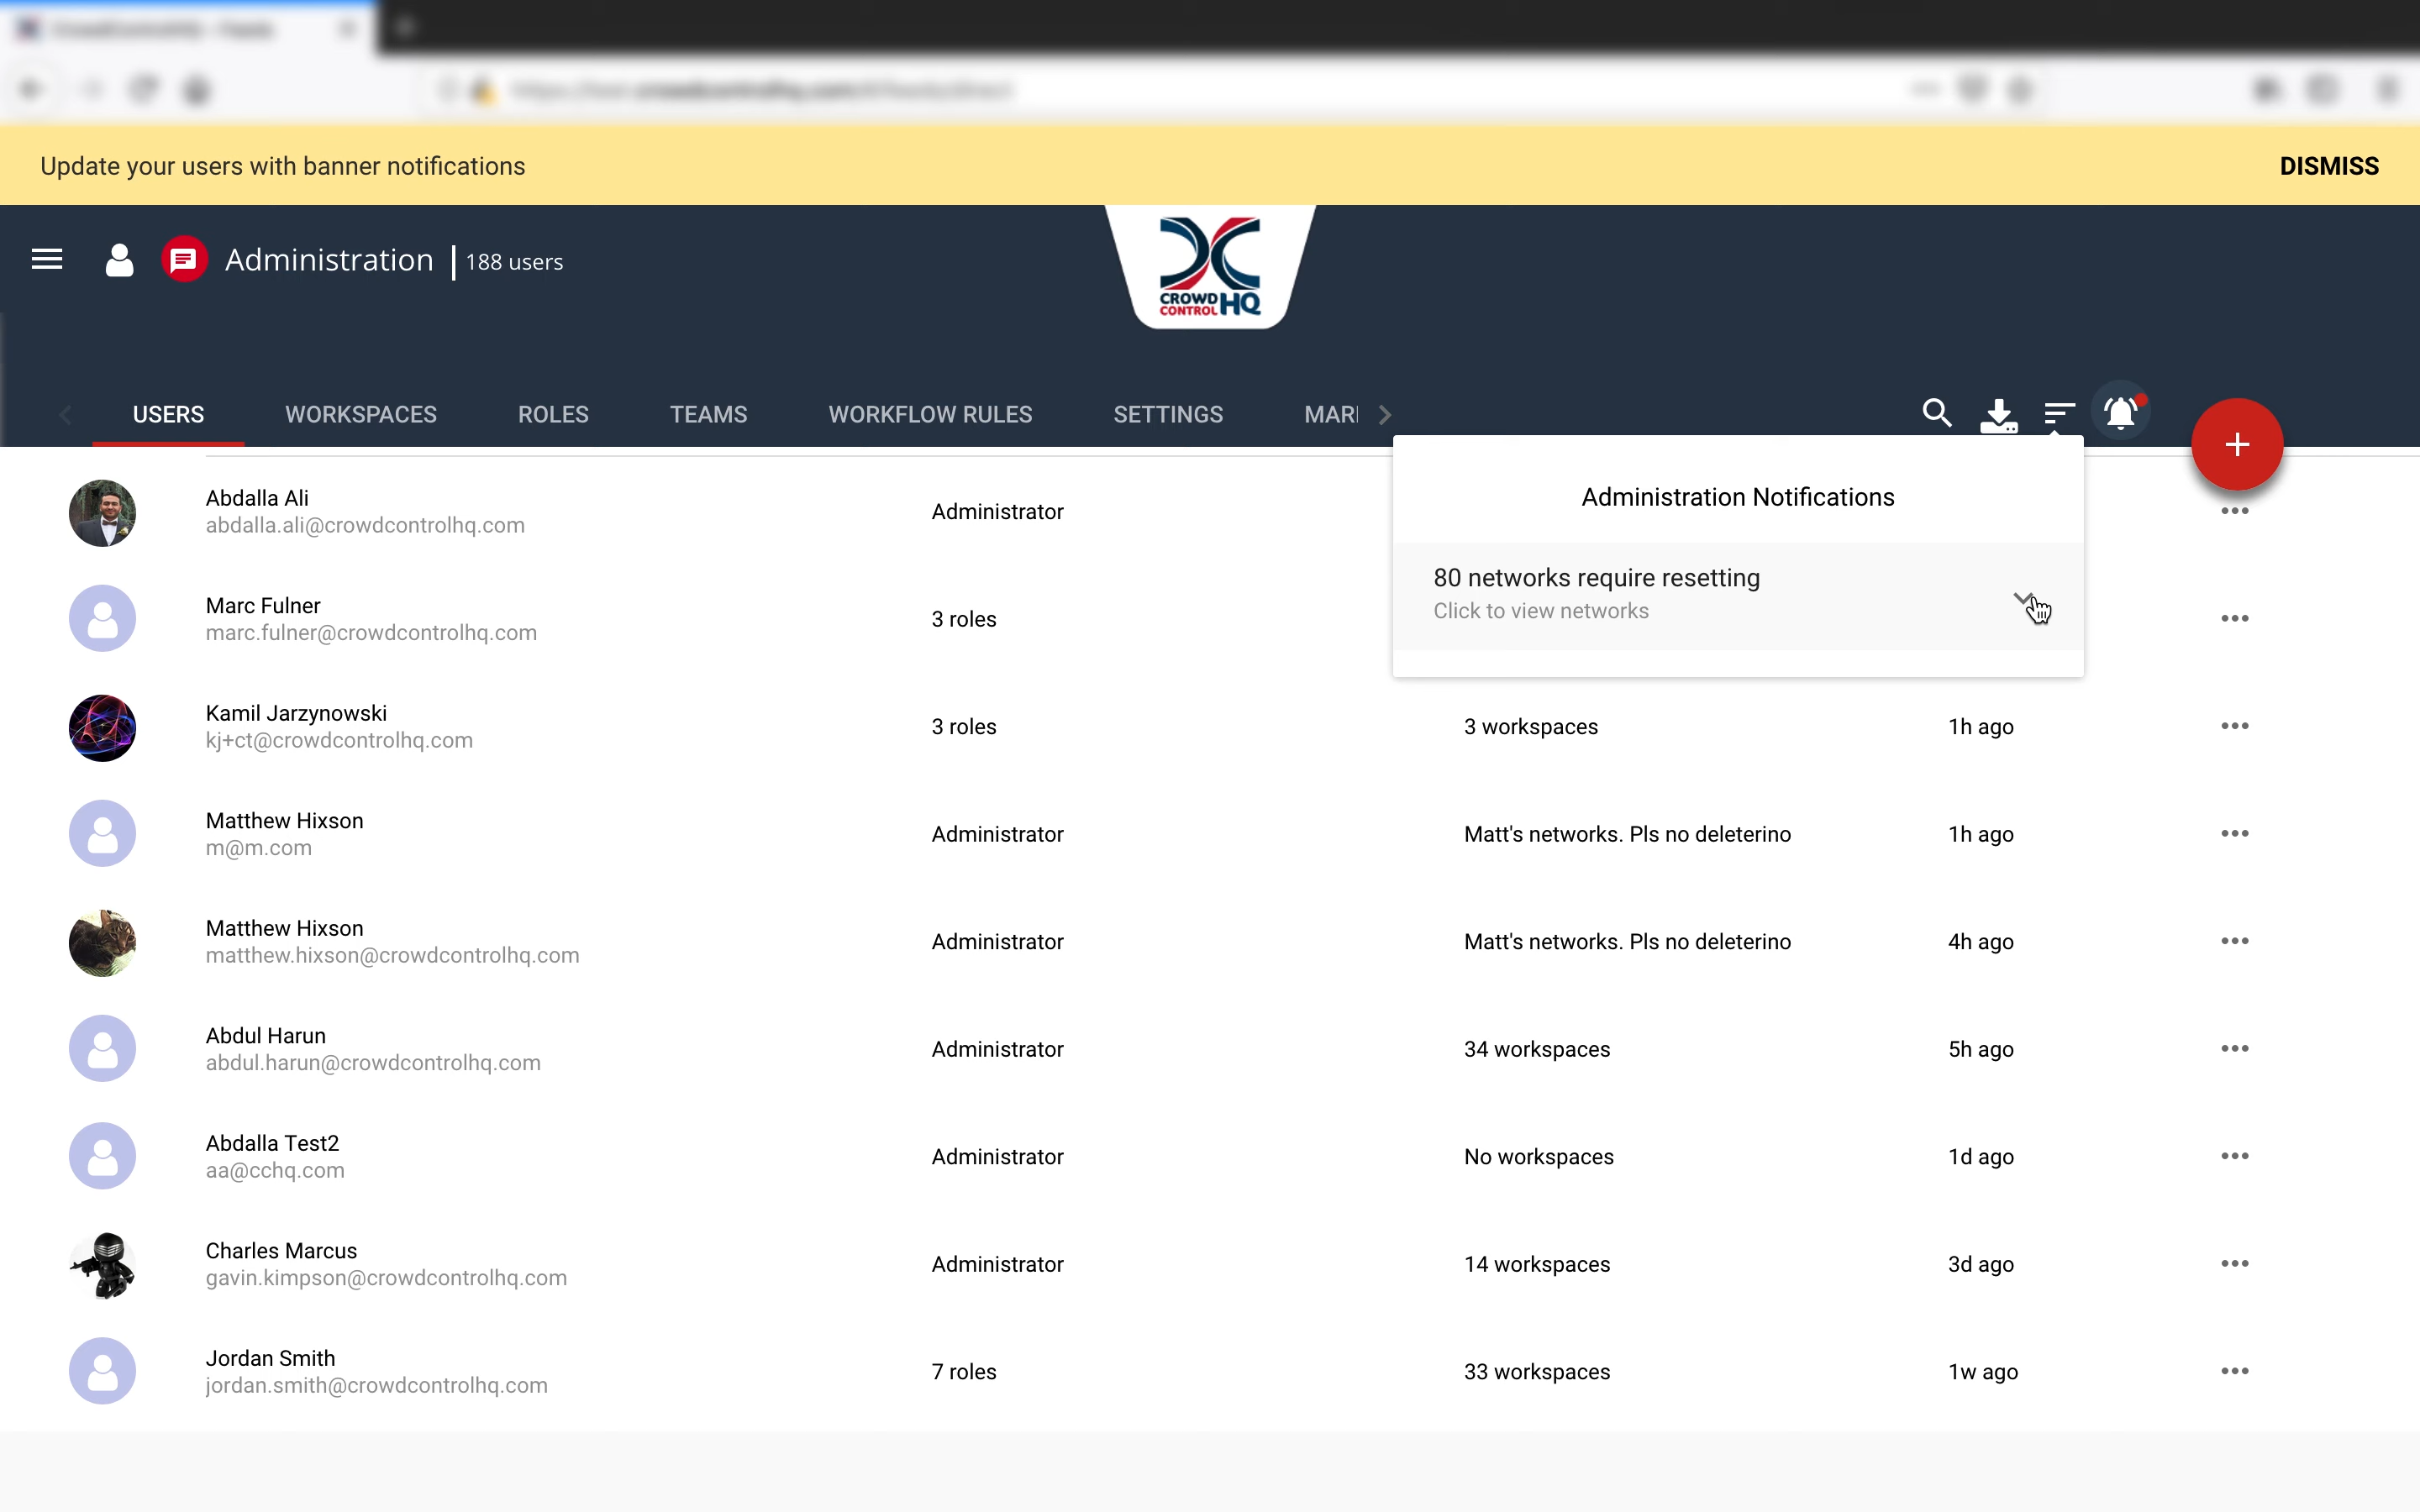 Update your users with banner notifications
DISMISS
Administration
188 users
CROWD
CONTROL HQ
USERS
WORKSPACES
ROLES
TEAMS
WORKFLOW RULES
SETTINGS
MAR
Administration Notifications
80 networks require resetting
Click to view networks
Abdalla Ali
abdalla.ali@crowdcontrolhq.com
Administrator
Marc Fulner
marc.fulner@crowdcontrolhq.com
3 roles
Kamil Jarzynowski
kj+ct@crowdcontrolhq.com
3 roles
3 workspaces
1h ago
Matthew Hixson
m@m.com
Administrator
Matt's networks. Pls no deleterino
1h ago
Matthew Hixson
matthew.hixson@crowdcontrolhq.com
Administrator
Matt's networks. Pls no deleterino
4h ago
Abdul Harun
abdul.harun@crowdcontrolhq.com
Administrator
34 workspaces
5h ago
Abdalla Test2
aa@cchq.com
Administrator
No workspaces
1d ago
Charles Marcus
gavin.kimpson@crowdcontrolhq.com
Administrator
14 workspaces
3d ago
Jordan Smith
jordan.smith@crowdcontrolhq.com
7 roles
33 workspaces
1w ago